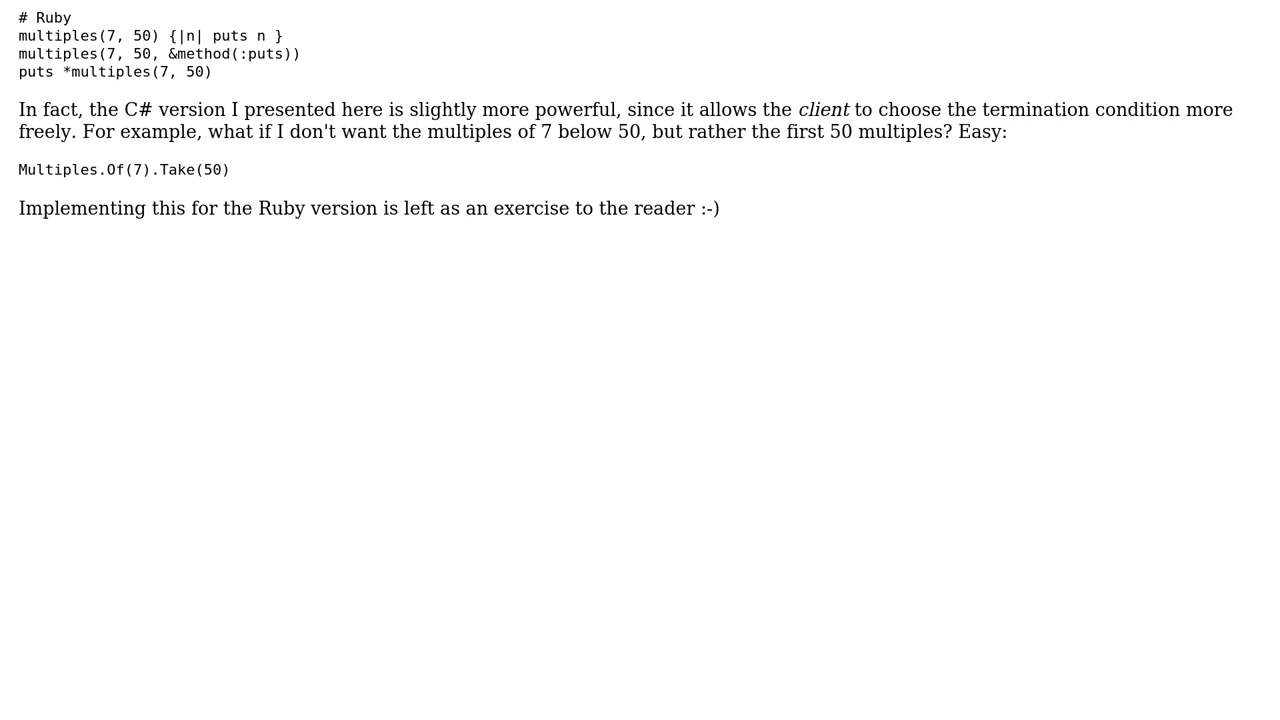 # Ruby
multiples(7, 50) {|n| puts n }
multiples(7, 50, &method(:puts))
puts *multiples(7, 50)
In fact, the C# version I presented here is slightly more powerful, since it allows the client to choose the termination condition more
freely. For example, what if I don't want the multiples of 7 below 50, but rather the first 50 multiples? Easy:
Multiples.Of(7).Take(50)
Implementing this for the Ruby version is left as an exercise to the reader :-)